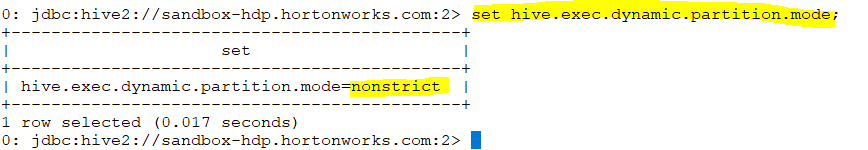 0: jdbc:hive2://sandbox-hdp.hortonworks.com:2> set hive.exec.dynamic.partition.mode;
+------------------------------------------+
| set |
+------------------------------------------+
| hive.exec.dynamic.partition.mode=nonstrict |
+------------------------------------------+
1 row selected (0.017 seconds)
0: jdbc:hive2://sandbox-hdp.hortonworks.com:2>